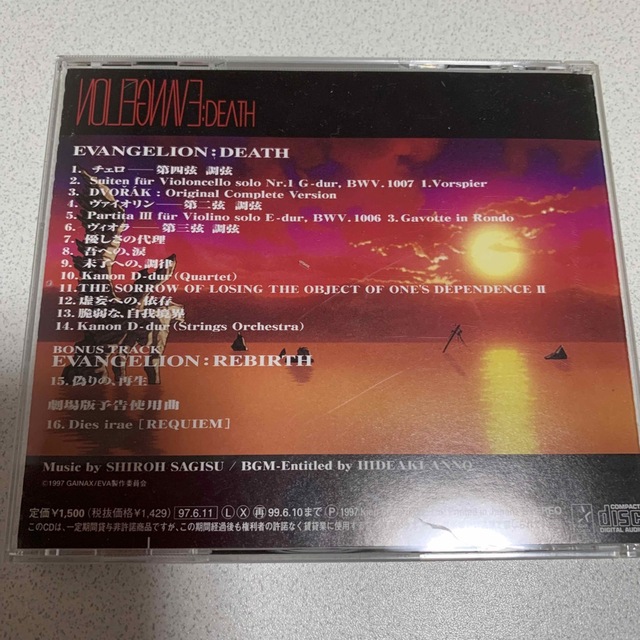 EVANGELION:DEATH
EVANGELION;DEATH
1. チェロ――第四弦 調弦
2. Suiten für Violoncello solo Nr.1 G-dur, BWV. 1007 1.Vorspier
3. DVORÁK : Original Complete Version
4. ヴァイオリン――第二弦 調弦
5. Partita III für Violino solo E-dur, BWV. 1006 3. Gavotte in Rondo
6. ヴィオラ――第三弦 調弦
7. 優しさの代理
8. 吾への、涙
9. 未了への、調律
10. Kanon D-dur (Quartet)
11. THE SORROW OF LOSING THE OBJECT OF ONE'S DEPENDENCE II
12. 虚妄への、依存
13. 脆弱な、自我境界
14. Kanon D-dur (Strings Orchestra)
BONUS TRACK
EVANGELION:REBIRTH
15. 偽りの、再生
劇場版予告使用曲
16. Dies irae [REQUIEM]
Music by SHIROH SAGISU / BGM-Entitled by HIDEAKI ANNO
©1997 GAINAX/EVA製作委員会
定価¥1,500(税抜価格¥1,429) 97.6.11 L X 再 99.6.10まで P 1997
このCDは、一定期間貸与非許諾商品ですが、この期間経過後も権利者の許諾なく賃貸業に使用す
COMPACT
disc
DIGITAL AUDIO